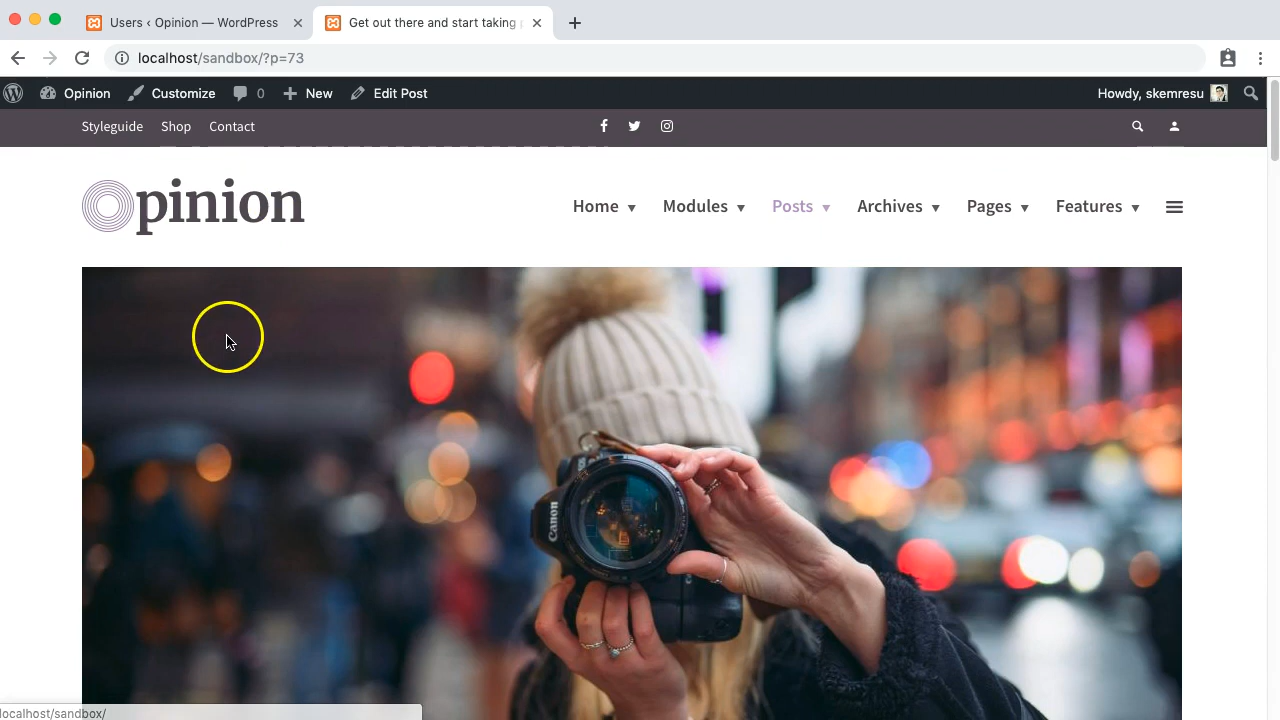 Users ‹ Opinion — WordPress
Get out there and start taking
localhost/sandbox/?p=73
Opinion
Customize
0
New
Edit Post
Howdy, skemresu
Styleguide
Shop
Contact
Opinion
Home
Modules
Posts
Archives
Pages
Features
Canon
localhost/sandbox/